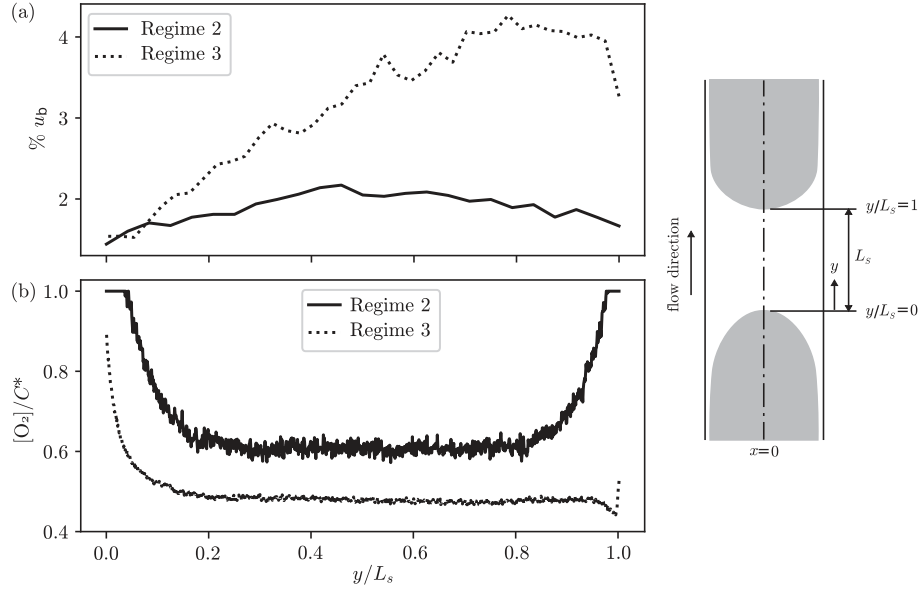 (a)
Regime 2
Regime 3
% u_b
4
3
2
(b)
Regime 2
Regime 3
[O₂]/C*
1.0
0.8
0.6
0.4
0.0 0.2 0.4 0.6 0.8 1.0
y/L_s
flow direction
y/L_s=1
L_s
y
y/L_s=0
x=0